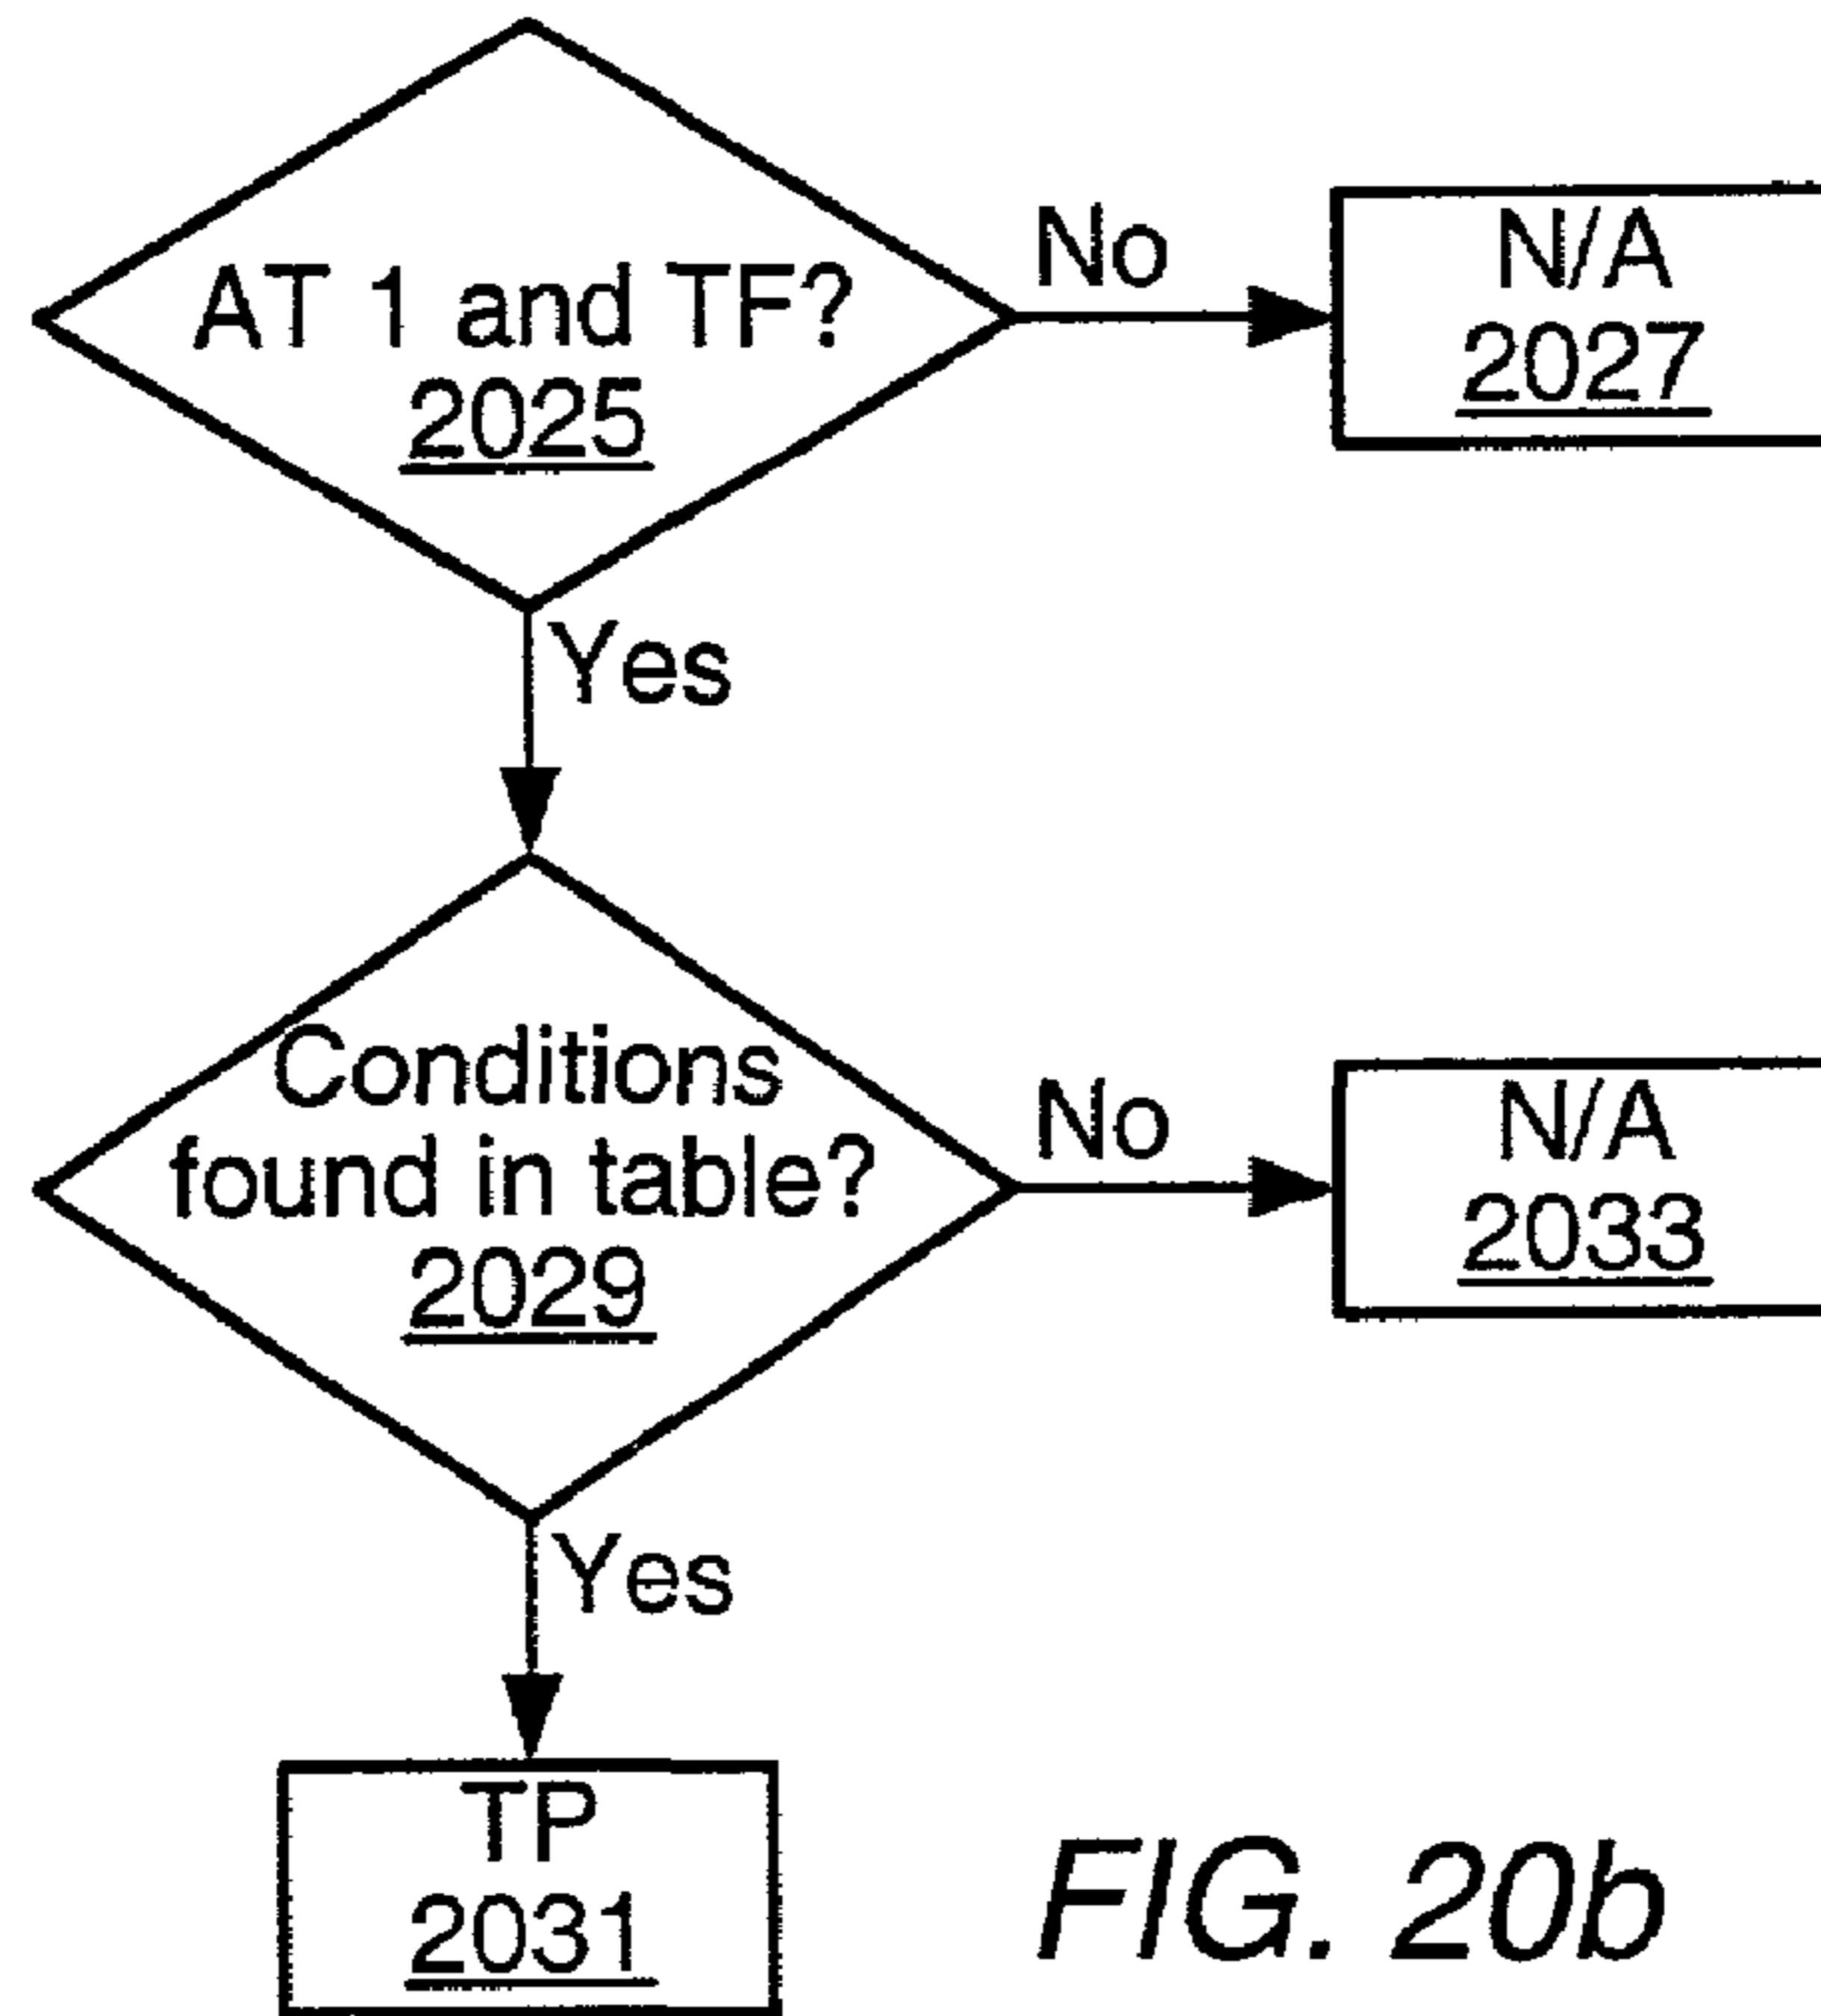 AT 1 and TF?
2025
No
N/A
2027
Yes
Conditions
found in table?
2029
No
N/A
2033
Yes
TP
2031
FIG. 20b